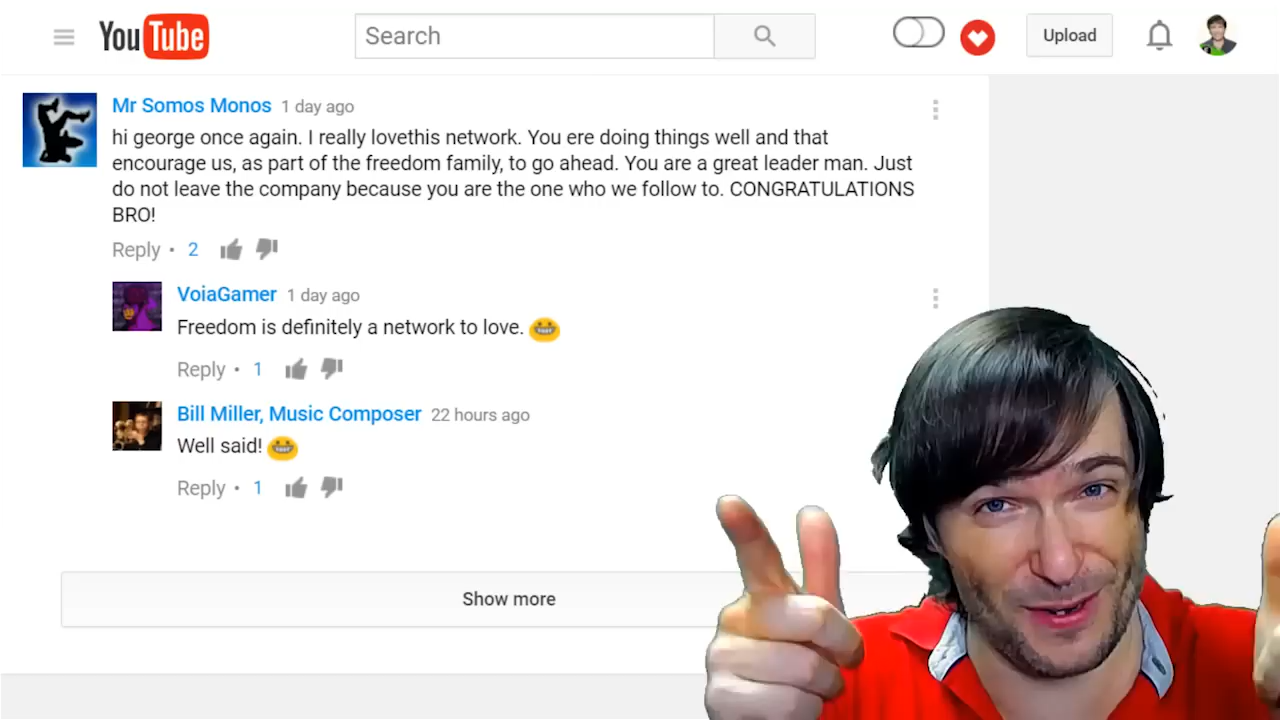 YouTube
Search
Upload
Mr Somos Monos 1 day ago
hi george once again. I really lovethis network. You ere doing things well and that
encourage us, as part of the freedom family, to go ahead. You are a great leader man. Just
do not leave the company because you are the one who we follow to. CONGRATULATIONS
BRO!
Reply • 2
VoiaGamer 1 day ago
Freedom is definitely a network to love.
Reply • 1
Bill Miller, Music Composer 22 hours ago
Well said!
Reply • 1
Show more